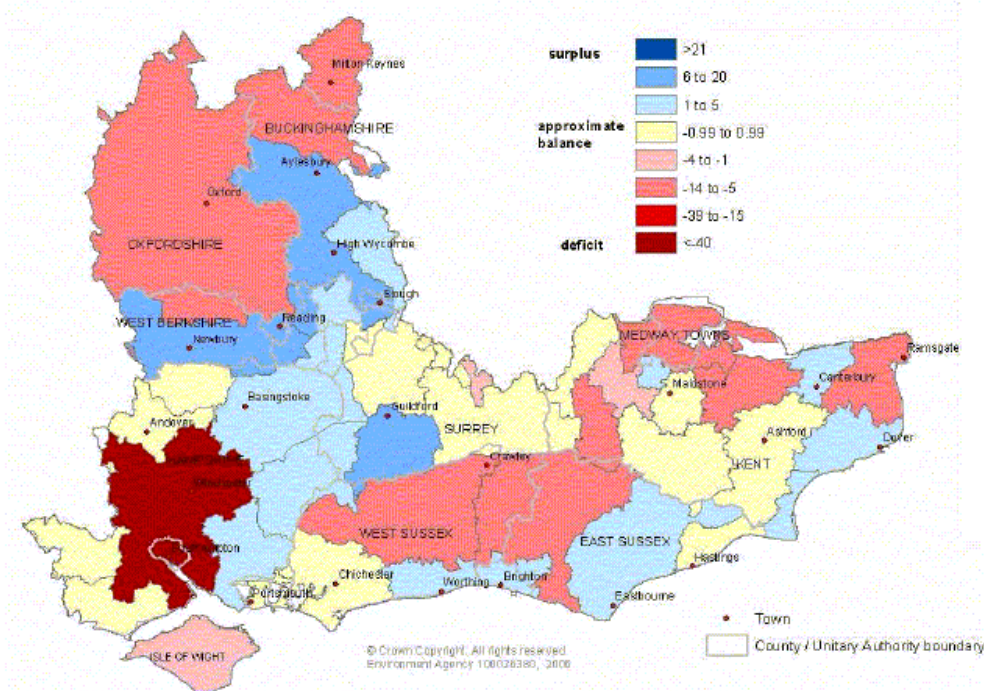 surplus
>21
6 to 20
1 to 5
approximate
balance
-0.99 to 0.99
-4 to -1
-14 to -5
-39 to -15
deficit
<-40
Milton Keynes
BUCKINGHAMSHIRE
Aylesbury
Oxford
OXFORDSHIRE
High Wycombe
Slough
WEST BERKSHIRE
Reading
Newbury
MEDWAY TOWNS
Ramsgate
Canterbury
Maidstone
Basingstoke
Andover
Guildford
SURREY
Ashford
Dover
KENT
Crawley
WEST SUSSEX
EAST SUSSEX
Hastings
Chichester
Worthing
Brighton
Eastbourne
Portsmouth
ISLE OF WIGHT
Town
County / Unitary Authority boundary
© Crown Copyright. All rights reserved
Environment Agency 100026380, 2006